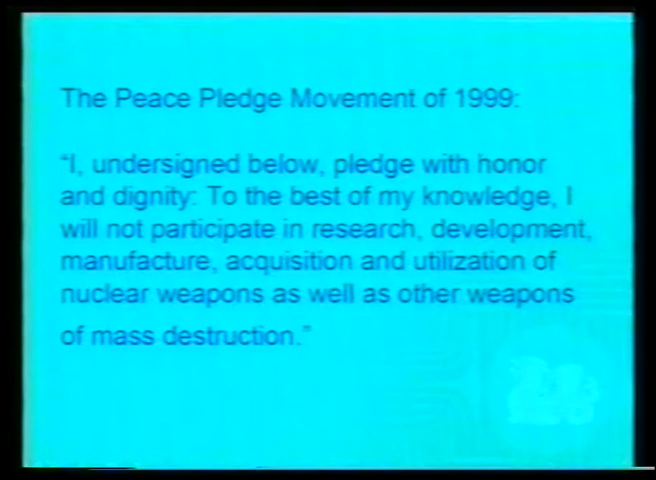 The Peace Pledge Movement of 1999:
“I, undersigned below, pledge with honor
and dignity: To the best of my knowledge, I
will not participate in research, development,
manufacture, acquisition and utilization of
nuclear weapons as well as other weapons
of mass destruction.”